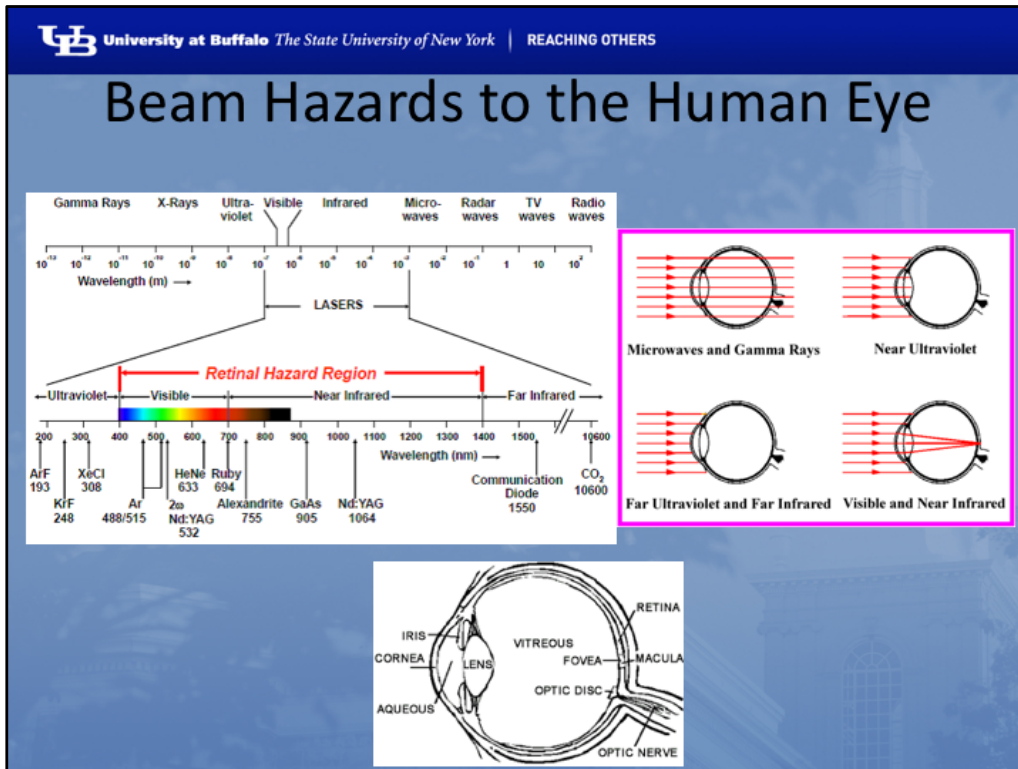 UB University at Buffalo The State University of New York | REACHING OTHERS
Beam Hazards to the Human Eye
Gamma Rays X-Rays Ultra-violet Visible Infrared Micro-waves Radar waves TV waves Radio waves
10⁻¹³ 10⁻¹² 10⁻¹¹ 10⁻¹⁰ 10⁻⁹ 10⁻⁸ 10⁻⁷ 10⁻⁶ 10⁻⁵ 10⁻⁴ 10⁻³ 10⁻² 10⁻¹ 1 10 10²
Wavelength (m)
LASERS
Retinal Hazard Region
Ultraviolet Visible Near Infrared Far Infrared
200 300 400 500 600 700 800 900 1000 1100 1200 1300 1400 1500 10600
Wavelength (nm)
ArF
193
KrF
248
XeCl
308
Ar
488/515
2ω
Nd:YAG
532
HeNe
633
Ruby
694
Alexandrite
755
GaAs
905
Nd:YAG
1064
Communication
Diode
1550
CO₂
10600
Microwaves and Gamma Rays
Near Ultraviolet
Far Ultraviolet and Far Infrared
Visible and Near Infrared
IRIS
CORNEA
AQUEOUS
LENS
VITREOUS
RETINA
FOVEA
MACULA
OPTIC DISC
OPTIC NERVE